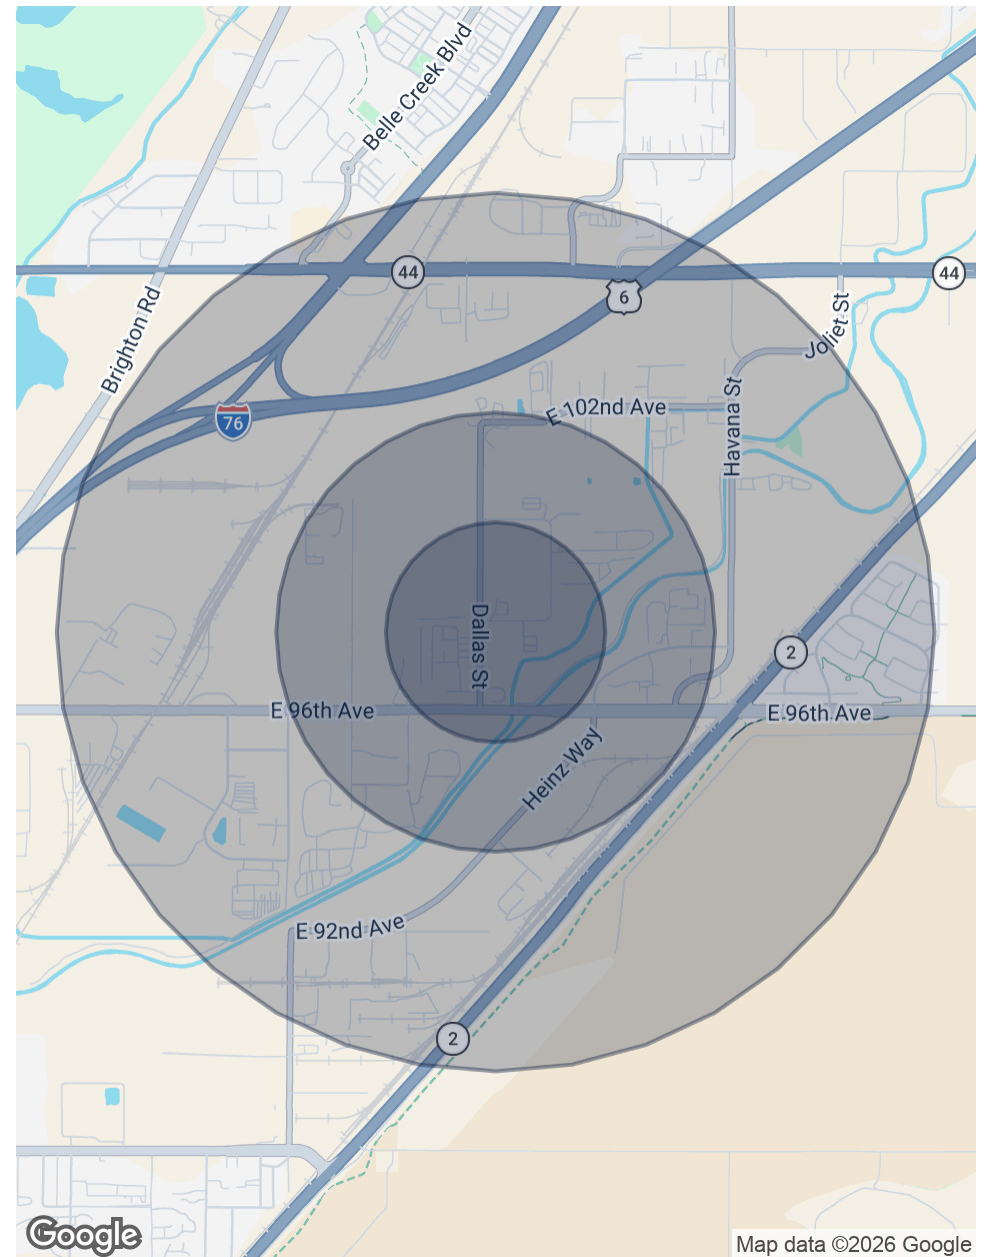 Belle Creek Blvd
44
44
6
Brighton Rd
Joliet St
76
E 102nd Ave
Havana St
Dallas St
2
E 96th Ave
E 96th Ave
Heinz Way
E 92nd Ave
2
Google
Map data ©2026 Google